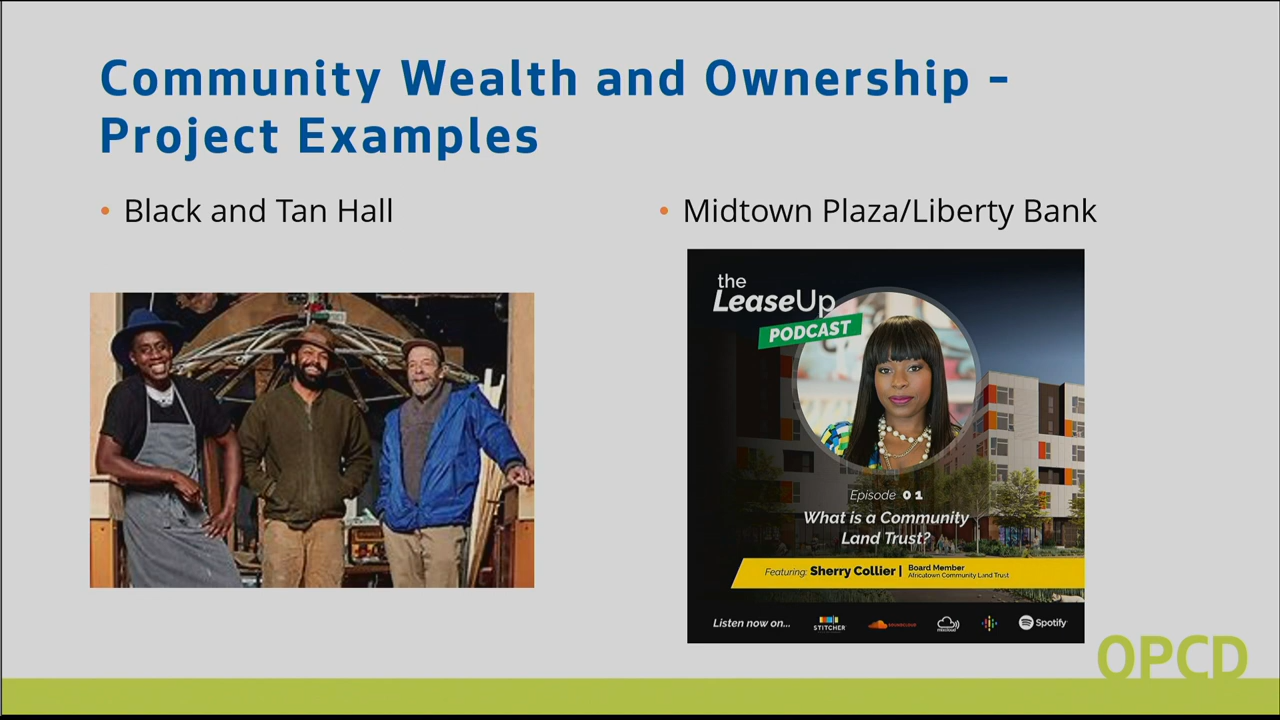 Community Wealth and Ownership –
Project Examples
• Black and Tan Hall
• Midtown Plaza/Liberty Bank
the
LeaseUp
PODCAST
Episode 01
What is a Community
Land Trust?
Featuring: Sherry Collier | Board Member
Africatown Community Land Trust
Listen now on...
STITCHER
SOUNDCLOUD
mixcloud
Spotify
OPCD